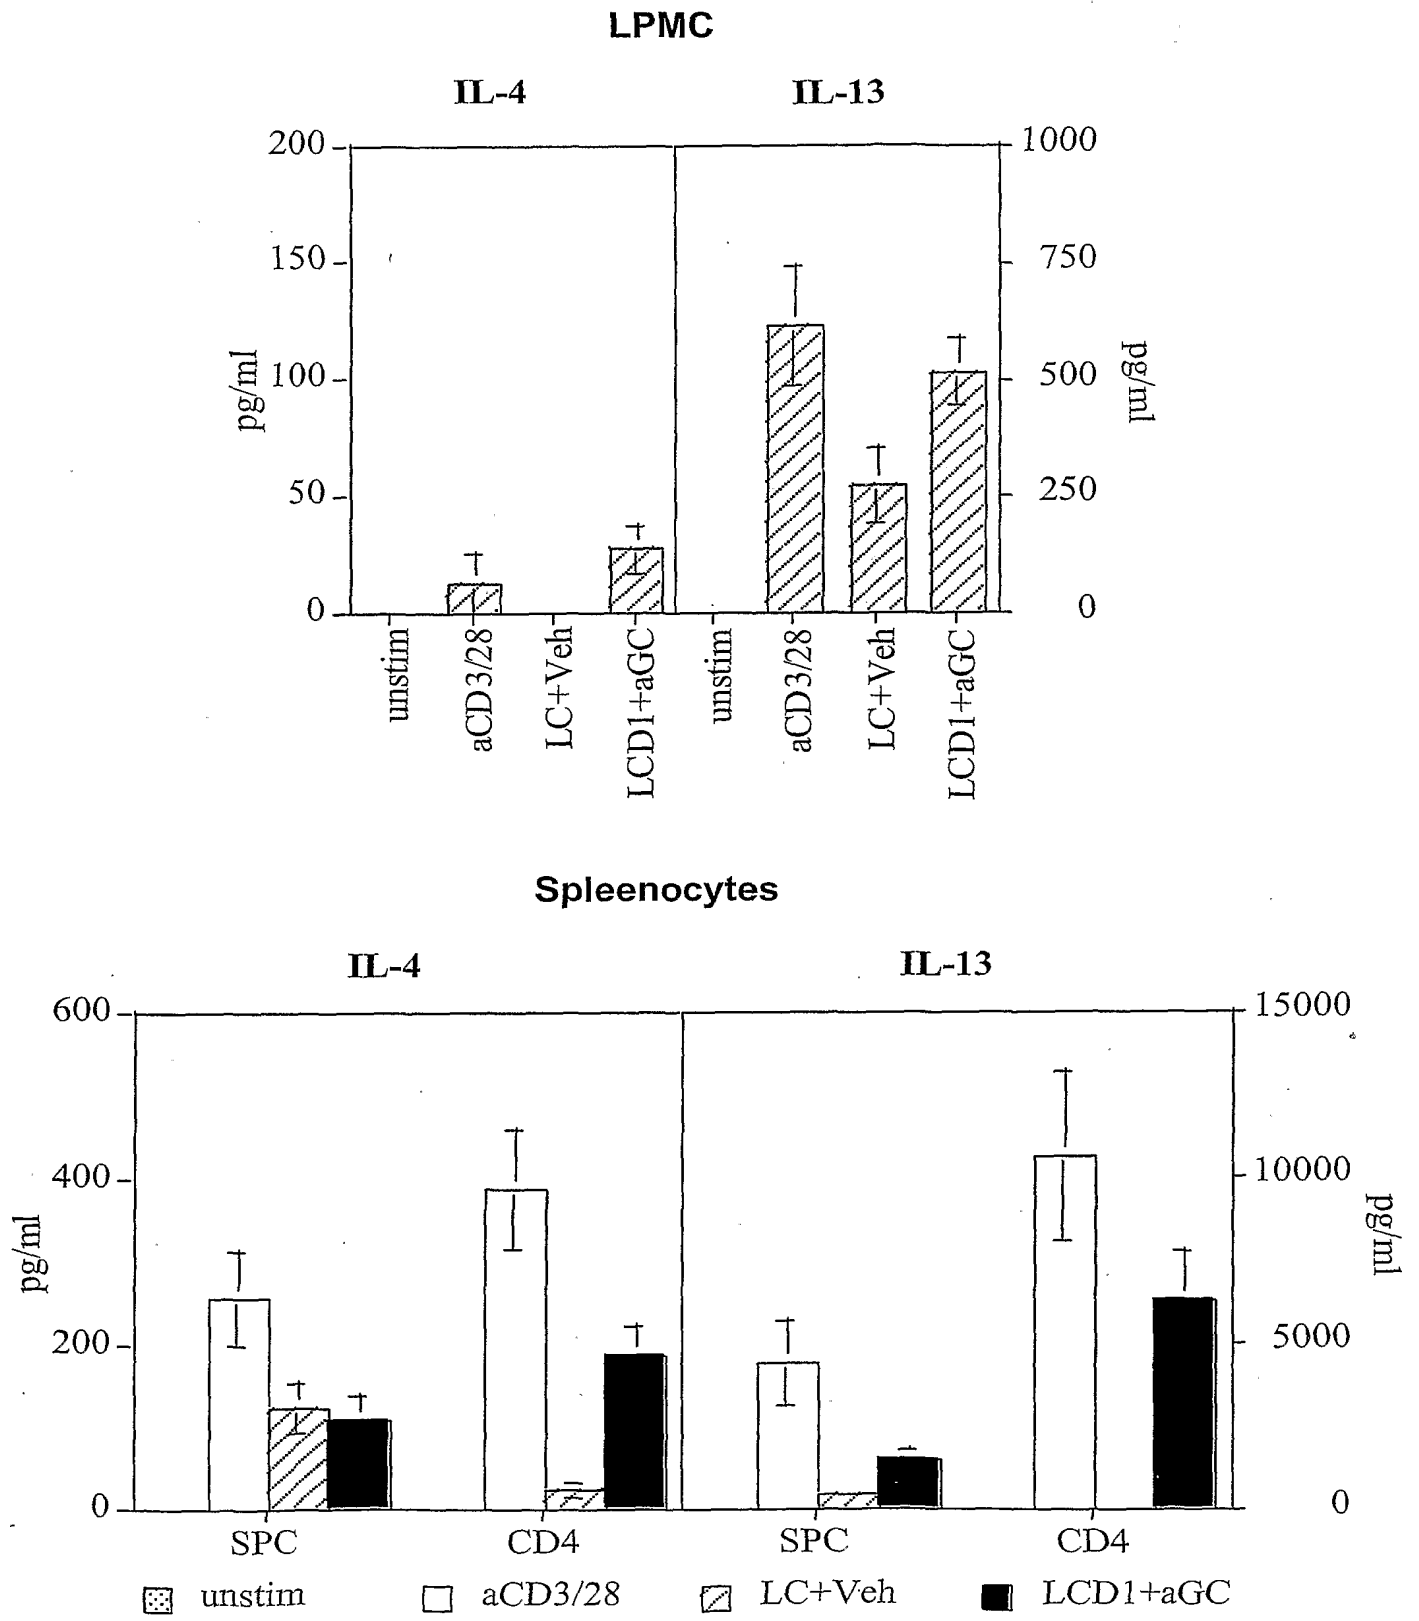 LPMC
IL-4 IL-13
200 1000
150 750
100 500
50 250
0 0
pg/ml pg/ml
unstim aCD3/28 LC+Veh LCD1+aGC unstim aCD3/28 LC+Veh LCD1+aGC
Spleenocytes
IL-4 IL-13
600 15000
400 10000
200 5000
0 0
pg/ml pg/ml
SPC CD4 SPC CD4
unstim aCD3/28 LC+Veh LCD1+aGC